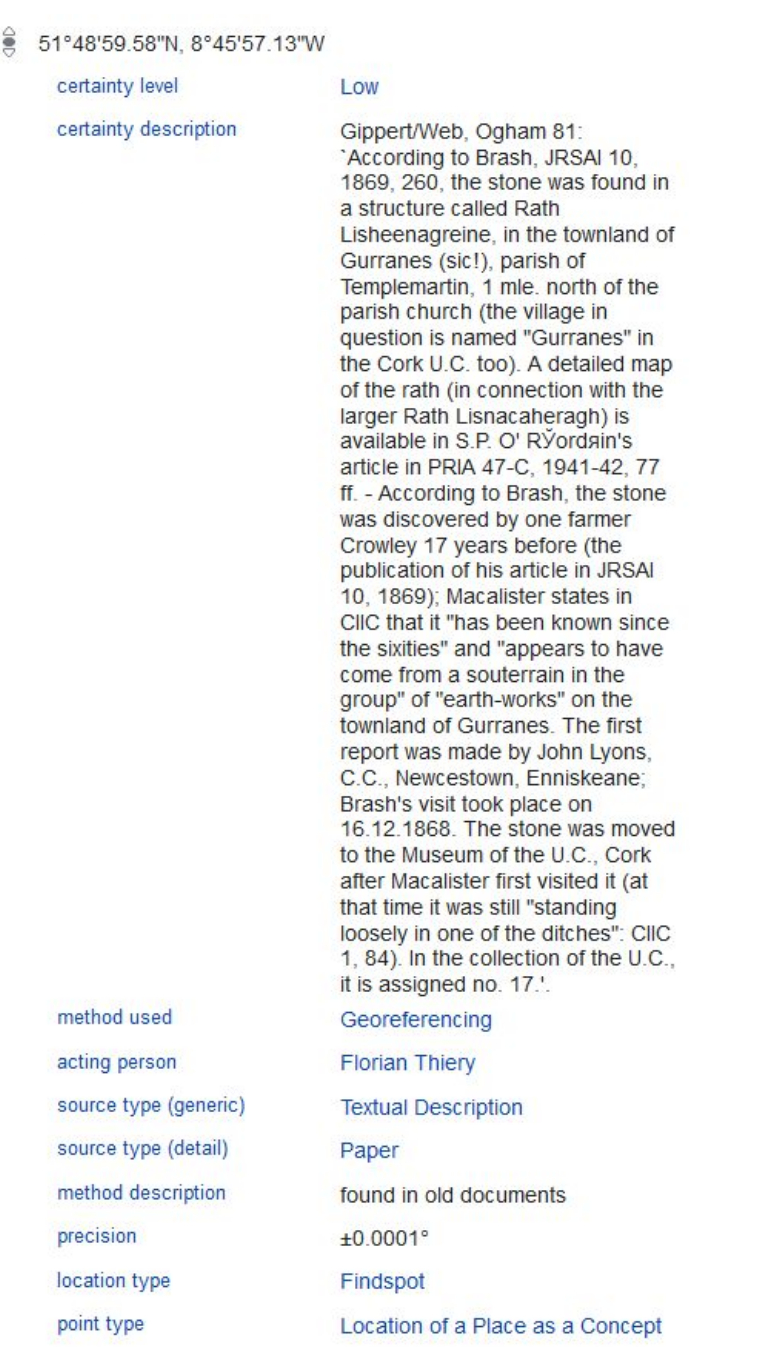 51°48'59.58"N, 8°45'57.13"W
certainty level Low
certainty description Gippert/Web, Ogham 81:
`According to Brash, JRSAI 10,
1869, 260, the stone was found in
a structure called Rath
Lisheenagreine, in the townland of
Gurranes (sic!), parish of
Templemartin, 1 mle. north of the
parish church (the village in
question is named "Gurranes" in
the Cork U.C. too). A detailed map
of the rath (in connection with the
larger Rath Lisnacaheragh) is
available in S.P. O' RЎordяin's
article in PRIA 47-C, 1941-42, 77
ff. - According to Brash, the stone
was discovered by one farmer
Crowley 17 years before (the
publication of his article in JRSAI
10, 1869); Macalister states in
CIIC that it "has been known since
the sixities" and "appears to have
come from a souterrain in the
group" of "earth-works" on the
townland of Gurranes. The first
report was made by John Lyons,
C.C., Newcestown, Enniskeane;
Brash's visit took place on
16.12.1868. The stone was moved
to the Museum of the U.C., Cork
after Macalister first visited it (at
that time it was still "standing
loosely in one of the ditches": CIIC
1, 84). In the collection of the U.C.,
it is assigned no. 17.'.
method used Georeferencing
acting person Florian Thiery
source type (generic) Textual Description
source type (detail) Paper
method description found in old documents
precision ±0.0001°
location type Findspot
point type Location of a Place as a Concept